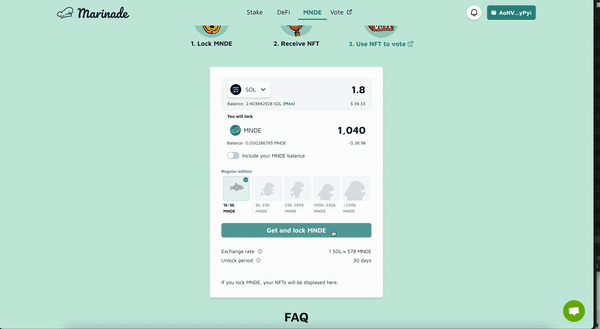 Marinade
Stake DeFi MNDE Vote
AoNV...yPyi
1. Lock MNDE 2. Receive NFT 3. Use NFT to vote
SOL 1.8
Balance: 2.403842928 SOL (Max) $ 39.33
You will lock
MNDE 1,040
Balance: 0.000286765 MNDE ~$ 38.98
Include your MNDE balance
Regular edition
1k-5k 5k-25k 25k-100k 100k-250k >250k
MNDE MNDE MNDE MNDE MNDE
Get and lock MNDE
Exchange rate 1 SOL ≈ 578 MNDE
Unlock period 30 days
If you lock MNDE, your NFTs will be displayed here.
FAQ